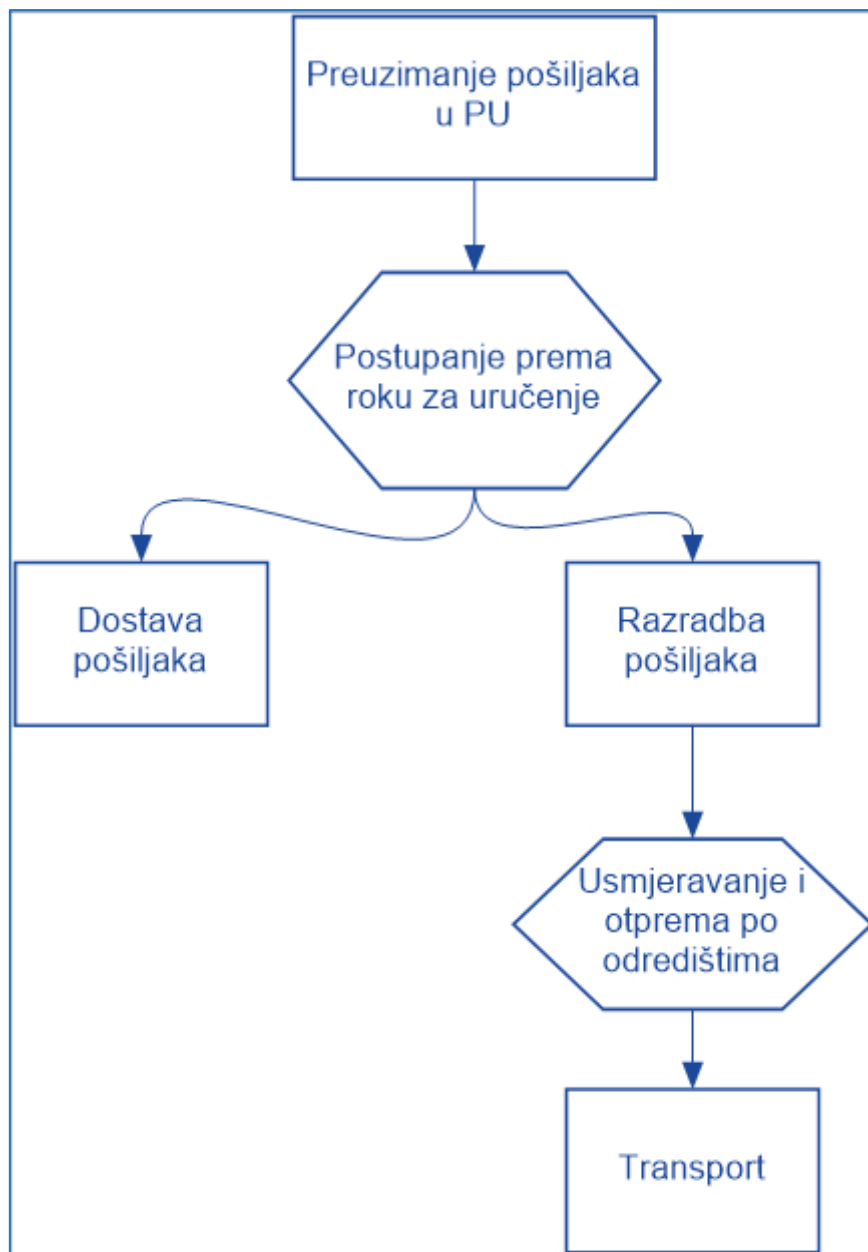 Preuzimanje pošiljaka
u PU
Postupanje prema
roku za uručenje
Dostava
pošiljaka
Razradba
pošiljaka
Usmjeravanje i
otprema po
odredištima
Transport